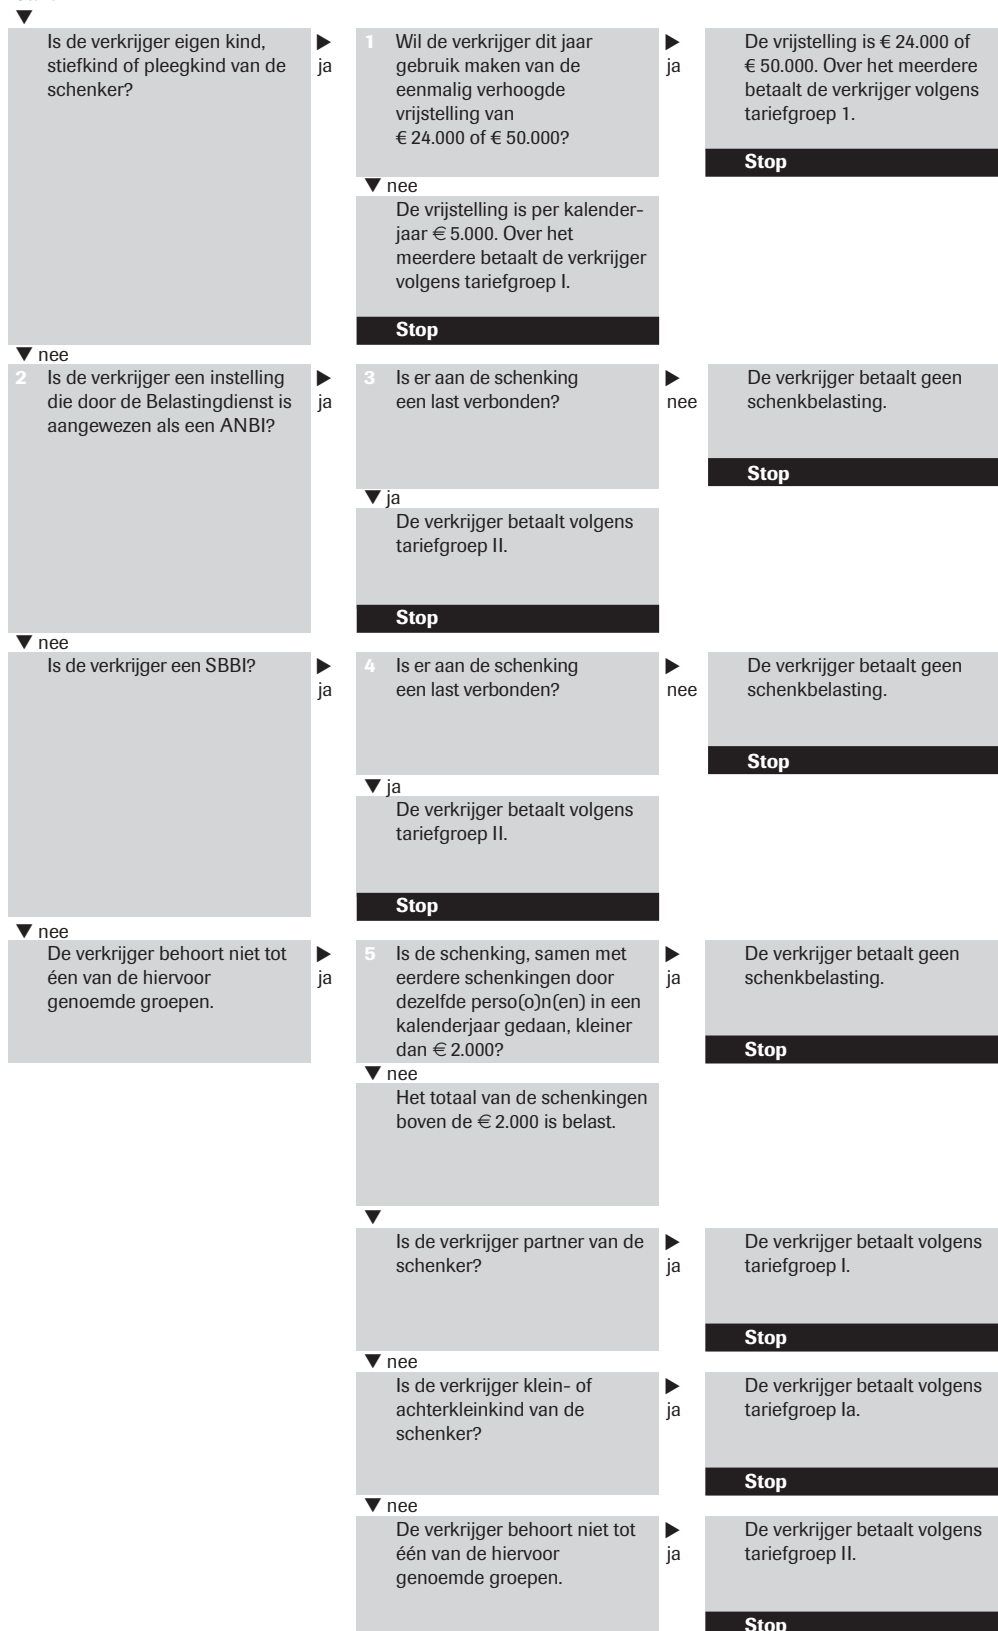 Is de verkrijger eigen kind,
stiefkind of pleegkind van de
schenker?
ja
1 Wil de verkrijger dit jaar
gebruik maken van de
eenmalig verhoogde
vrijstelling van
€ 24.000 of € 50.000?
ja
De vrijstelling is € 24.000 of
€ 50.000. Over het meerdere
betaalt de verkrijger volgens
tariefgroep 1.
Stop
nee
De vrijstelling is per kalender-
jaar € 5.000. Over het
meerdere betaalt de verkrijger
volgens tariefgroep I.
Stop
nee
2 Is de verkrijger een instelling
die door de Belastingdienst is
aangewezen als een ANBI?
ja
3 Is er aan de schenking
een last verbonden?
nee
De verkrijger betaalt geen
schenkbelasting.
Stop
ja
De verkrijger betaalt volgens
tariefgroep II.
Stop
nee
Is de verkrijger een SBBI?
ja
4 Is er aan de schenking
een last verbonden?
nee
De verkrijger betaalt geen
schenkbelasting.
Stop
ja
De verkrijger betaalt volgens
tariefgroep II.
Stop
nee
De verkrijger behoort niet tot
één van de hiervoor
genoemde groepen.
ja
5 Is de schenking, samen met
eerdere schenkingen door
dezelfde perso(o)n(en) in een
kalenderjaar gedaan, kleiner
dan € 2.000?
ja
De verkrijger betaalt geen
schenkbelasting.
Stop
nee
Het totaal van de schenkingen
boven de € 2.000 is belast.
Is de verkrijger partner van de
schenker?
ja
De verkrijger betaalt volgens
tariefgroep I.
Stop
nee
Is de verkrijger klein- of
achterkleinkind van de
schenker?
ja
De verkrijger betaalt volgens
tariefgroep Ia.
Stop
nee
De verkrijger behoort niet tot
één van de hiervoor
genoemde groepen.
ja
De verkrijger betaalt volgens
tariefgroep II.
Stop